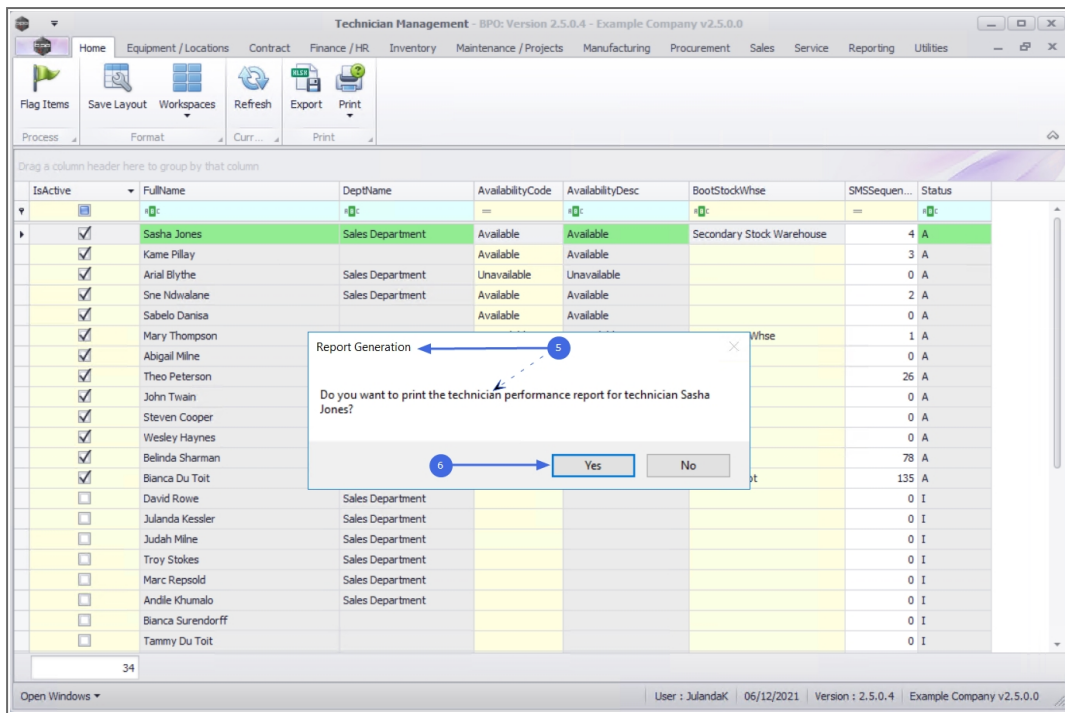 Technician Management - BPO: Version 2.5.0.4 - Example Company v2.5.0.0
Home Equipment / Locations Contract Finance / HR Inventory Maintenance / Projects Manufacturing Procurement Sales Service Reporting Utilities
Flag Items Save Layout Workspaces Refresh Export Print
Process Format Curr... Print
Drag a column header here to group by that column
IsActive FullName DeptName AvailabilityCode AvailabilityDesc BootStockWhse SMSSequen... Status
Sasha Jones Sales Department Available Available Secondary Stock Warehouse 4 A
Kame Pillay Available Available 3 A
Arial Blythe Sales Department Unavailable Unavailable 0 A
Sne Ndwalane Sales Department Available Available 2 A
Sabelo Danisa Available Available 0 A
Mary Thompson Whse 1 A
Abigail Milne 0 A
Theo Peterson 26 A
John Twain 0 A
Steven Cooper 0 A
Wesley Haynes 0 A
Belinda Sharman 78 A
Bianca Du Toit 135 A
Report Generation 5
Do you want to print the technician performance report for technician Sasha
Jones?
6 Yes No
David Rowe Sales Department 0 I
Julanda Kessler Sales Department 0 I
Judah Milne Sales Department 0 I
Troy Stokes Sales Department 0 I
Marc Repsold Sales Department 0 I
Andile Khumalo Sales Department 0 I
Bianca Surendorff 0 I
Tammy Du Toit 0 I
34
Open Windows User : JulandaK 06/12/2021 Version : 2.5.0.4 Example Company v2.5.0.0